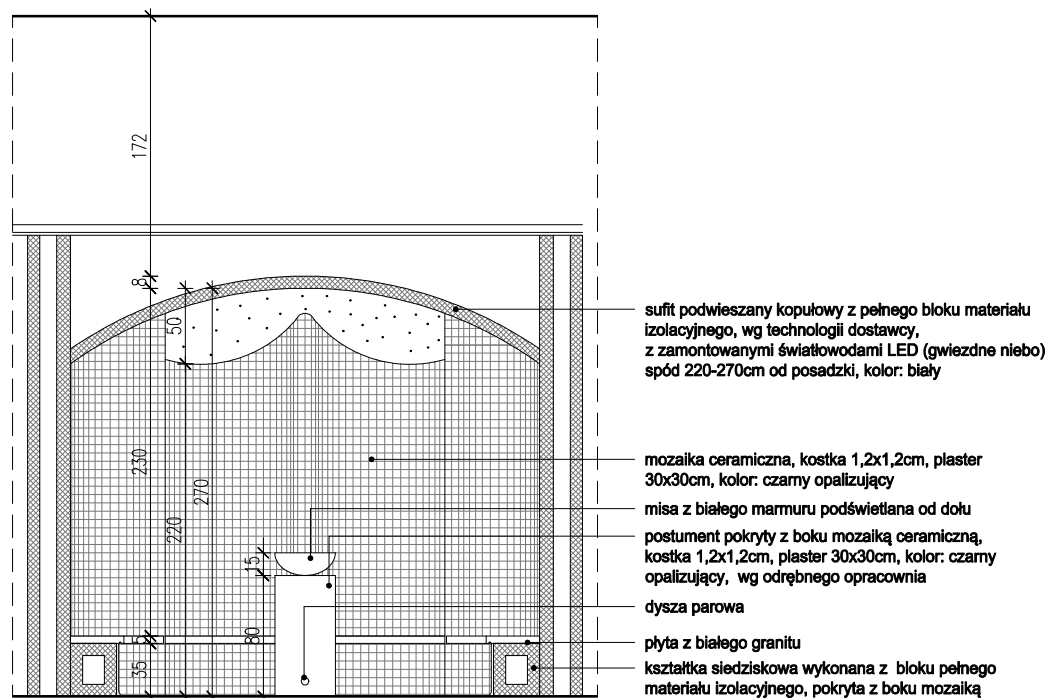 172
8
50
230
270
220
15
80
5
35
sufit podwieszany kopułowy z pełnego bloku materiału
izolacyjnego, wg technologii dostawcy,
z zamontowanymi światłowodami LED (gwiezdne niebo)
spód 220-270cm od posadzki, kolor: biały
mozaika ceramiczna, kostka 1,2x1,2cm, plaster
30x30cm, kolor: czarny opalizujący
misa z białego marmuru podświetlana od dołu
postument pokryty z boku mozaiką ceramiczną,
kostka 1,2x1,2cm, plaster 30x30cm, kolor: czarny
opalizujący, wg odrębnego opracownia
dysza parowa
płyta z białego granitu
kształtka siedziskowa wykonana z bloku pełnego
materiału izolacyjnego, pokryta z boku mozaiką